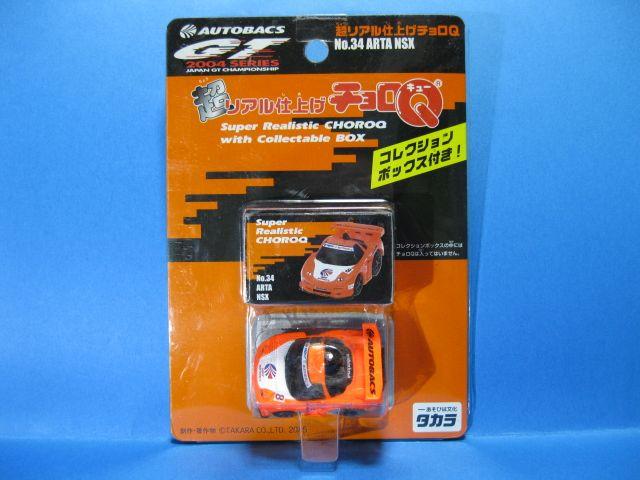 AUTOBACS
GT
2004 SERIES
JAPAN GT CHAMPIONSHIP
超リアル仕上げチョロQ
No.34 ARTA NSX
超リアル仕上げ チョロQ
キュー
Super Realistic CHOROQ
with Collectable BOX
コレクション
ボックス付き!
Super
Realistic
CHOROQ
No.34
ARTA
NSX
コレクションボックスの中には
チョロQは入ってはいません。
AUTOBACS
8
あそびは文化
タカラ
制作・著作物 ©TAKARA CO.,LTD. 2005